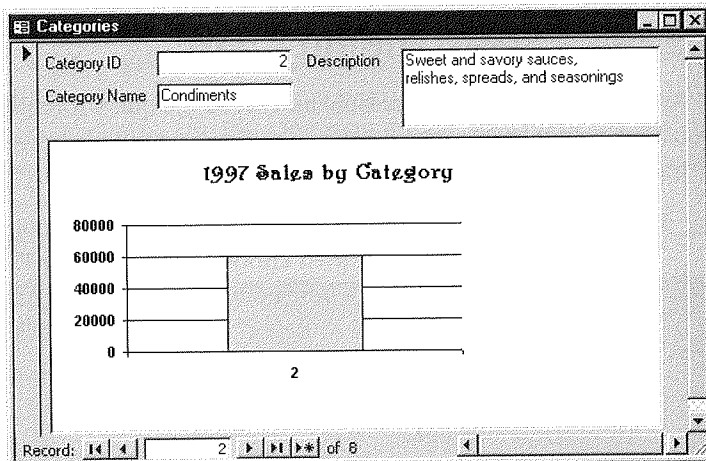 Categories
Category ID 2 Description Sweet and savory sauces,
relishes, spreads, and seasonings
Category Name Condiments
1997 Sales by Category
80000
60000
40000
20000
0
2
Record: 2 of 8